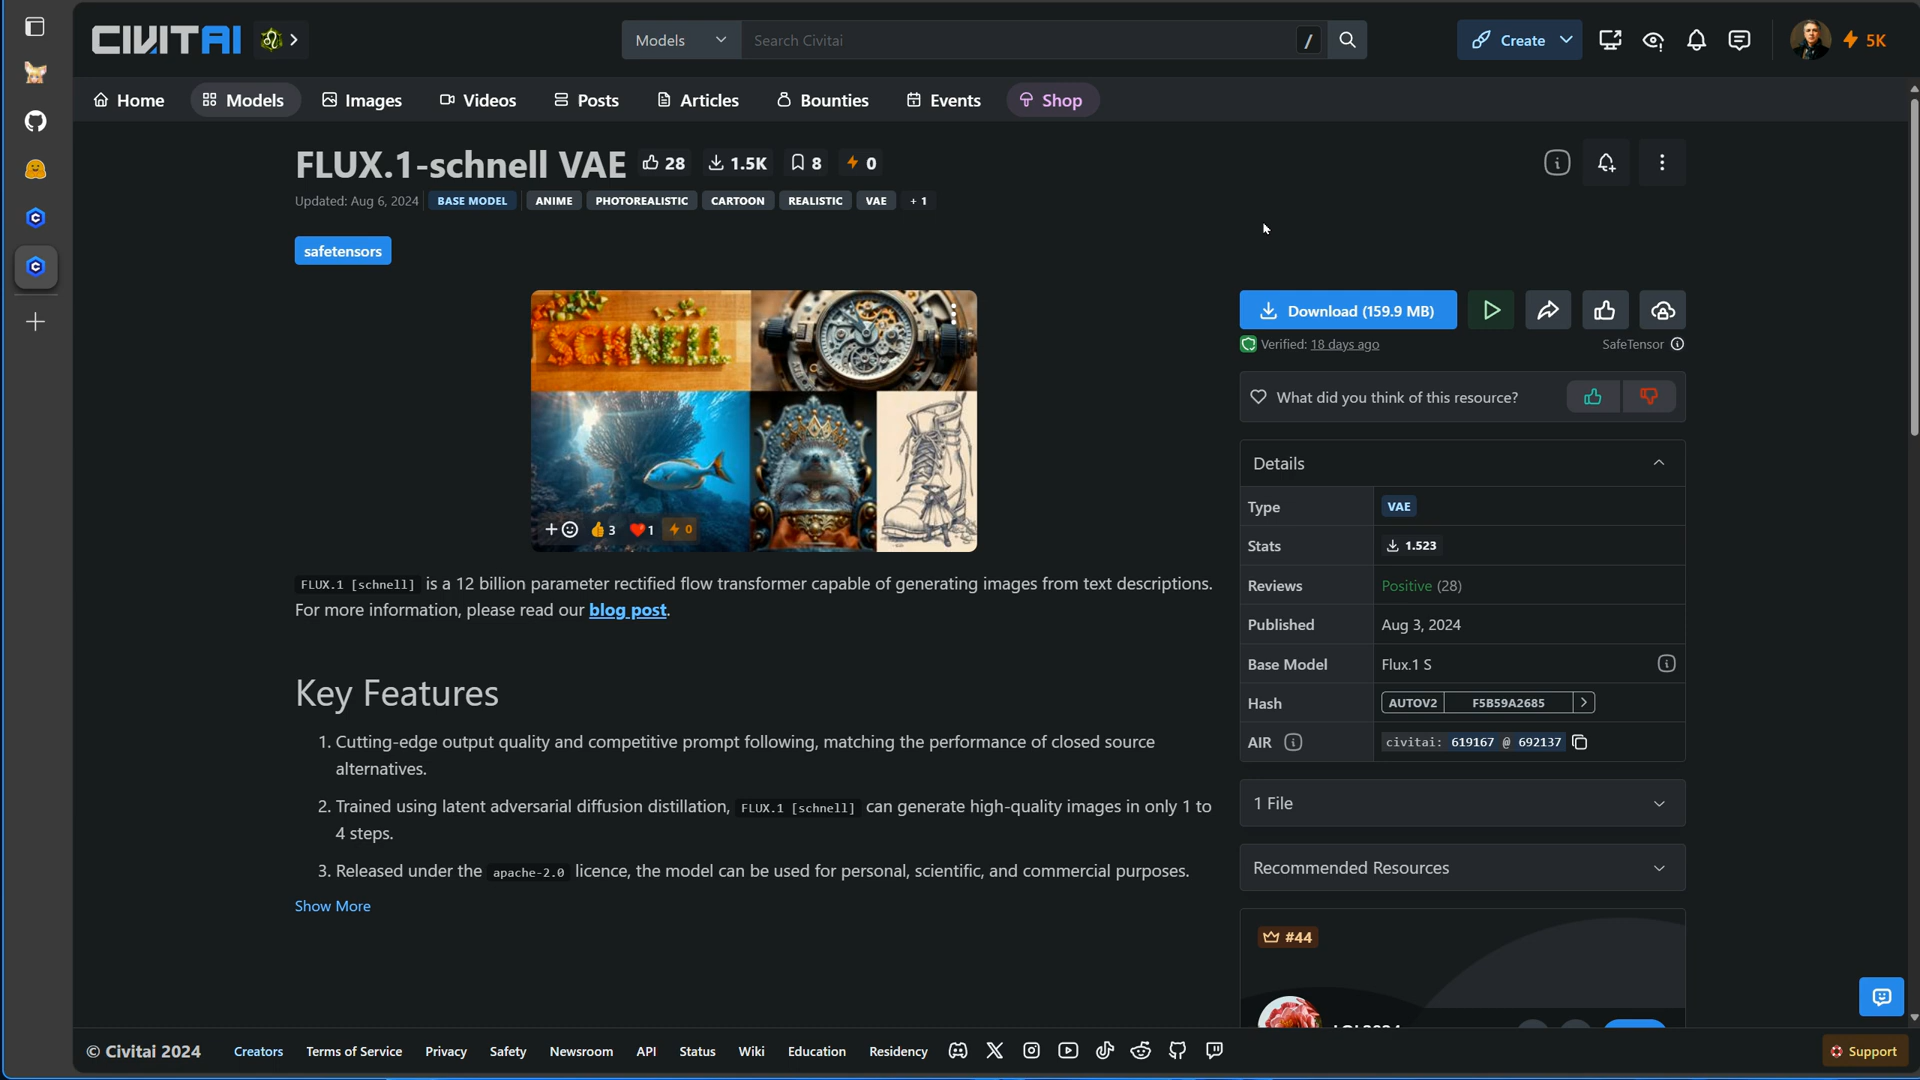 CIVITAI
Models
Search Civitai
/
Create
5K
Home
Models
Images
Videos
Posts
Articles
Bounties
Events
Shop
FLUX.1-schnell VAE 28 1.5K 8 0
Updated: Aug 6, 2024 BASE MODEL ANIME PHOTOREALISTIC CARTOON REALISTIC VAE + 1
safetensors
SCHNELL
3 1 0
FLUX.1 [schnell] is a 12 billion parameter rectified flow transformer capable of generating images from text descriptions.
For more information, please read our blog post.
Key Features
1. Cutting-edge output quality and competitive prompt following, matching the performance of closed source
alternatives.
2. Trained using latent adversarial diffusion distillation, FLUX.1 [schnell] can generate high-quality images in only 1 to
4 steps.
3. Released under the apache-2.0 licence, the model can be used for personal, scientific, and commercial purposes.
Show More
Download (159.9 MB)
Verified: 18 days ago
SafeTensor
What did you think of this resource?
Details
Type VAE
Stats 1.523
Reviews Positive (28)
Published Aug 3, 2024
Base Model Flux.1 S
Hash AUTOV2 F5B59A2685
AIR civitai: 619167 @ 692137
1 File
Recommended Resources
#44
© Civitai 2024
Creators
Terms of Service
Privacy
Safety
Newsroom
API
Status
Wiki
Education
Residency
Support